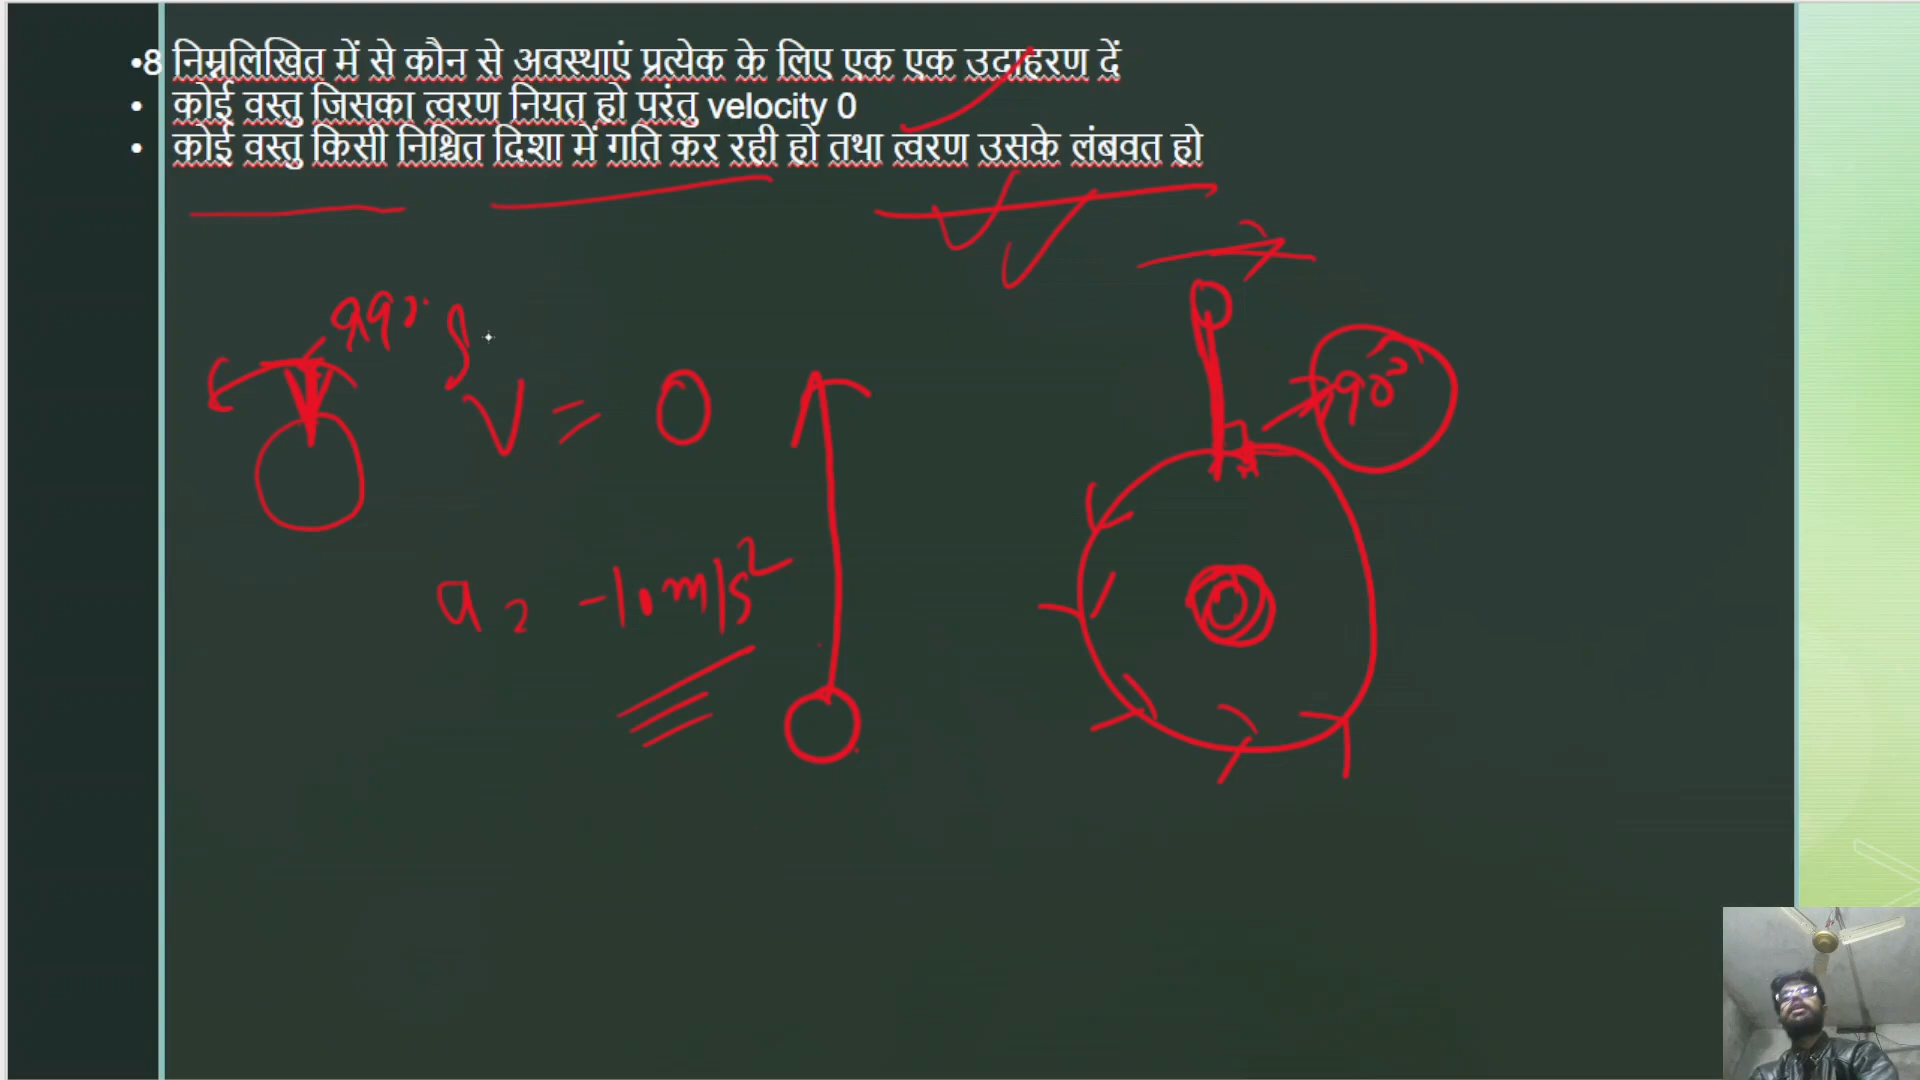 •8 निम्नलिखित में से कौन से अवस्थाएं प्रत्येक के लिए एक एक उदाहरण दें
• कोई वस्तु जिसका त्वरण नियत हो परंतु velocity 0
• कोई वस्तु किसी निश्चित दिशा में गति कर रही हो तथा त्वरण उसके लंबवत हो
V = 0
90°
a = -10 m/s²